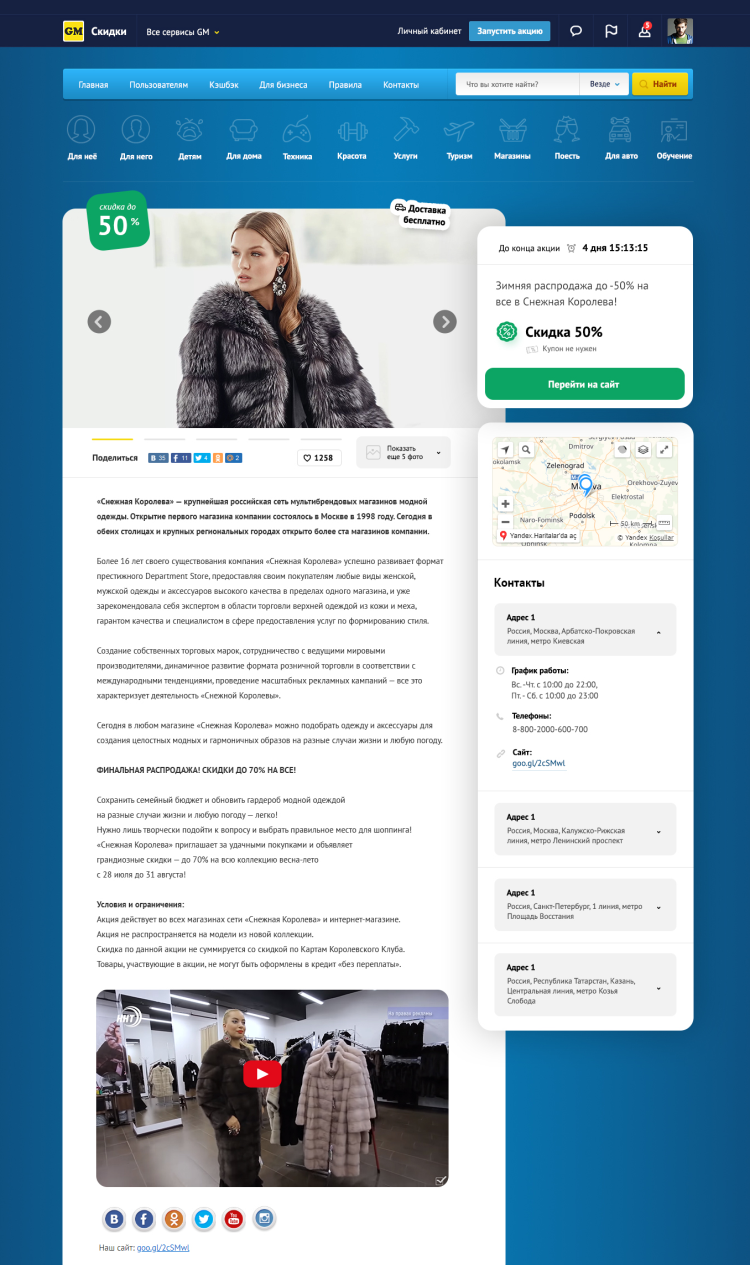 GM Скидки
Все сервисы GM
Личный кабинет
Запустить акцию
5
Главная
Пользователям
Кэшбэк
Для бизнеса
Правила
Контакты
Что вы хотите найти?
Везде
Найти
Для неё
Для него
Детям
Для дома
Техника
Красота
Услуги
Туризм
Магазины
Поесть
Для авто
Обучение
скидка до
50%
Доставка
бесплатно
До конца акции 4 дня 15:13:15
Зимняя распродажа до -50% на
все в Снежная Королева!
Скидка 50%
Купон не нужен
Перейти на сайт
Поделиться
B 35
f 11
4
2
1258
Показать
еще 5 фото
«Снежная Королева» — крупнейшая российская сеть мультибрендовых магазинов модной
одежды. Открытие первого магазина компании состоялось в Москве в 1998 году. Сегодня в
обеих столицах и крупных региональных городах открыто более ста магазинов компании.
Более 16 лет своего существования компания «Снежная Королева» успешно развивает формат
престижного Department Store, предоставляя своим покупателям любые виды женской,
мужской одежды и аксессуаров высокого качества в пределах одного магазина, и уже
зарекомендовала себя экспертом в области торговли верхней одеждой из кожи и меха,
гарантом качества и специалистом в сфере предоставления услуг по формированию стиля.
Создание собственных торговых марок, сотрудничество с ведущими мировыми
производителями, динамичное развитие формата розничной торговли в соответствии с
международными тенденциями, проведение масштабных рекламных кампаний — все это
характеризует деятельность «Снежной Королевы».
Сегодня в любом магазине «Снежная Королева» можно подобрать одежду и аксессуары для
создания целостных модных и гармоничных образов на разные случаи жизни и любую погоду.
ФИНАЛЬНАЯ РАСПРОДАЖА! СКИДКИ ДО 70% НА ВСЕ!
Сохранить семейный бюджет и обновить гардероб модной одеждой
на разные случаи жизни и любую погоду — легко!
Нужно лишь творчески подойти к вопросу и выбрать правильное место для шоппинга!
«Снежная Королева» приглашает за удачными покупками и объявляет
грандиозные скидки — до 70% на всю коллекцию весна-лето
с 28 июля до 31 августа!
Условия и ограничения:
Акция действует во всех магазинах сети «Снежная Королева» и интернет-магазине.
Акция не распространяется на модели из новой коллекции.
Скидка по данной акции не суммируется со скидкой по Картам Королевского Клуба.
Товары, участвующие в акции, не могут быть оформлены в кредит «без переплаты».
ННТ
на правах рекламы
Наш сайт: goo.gl/2cSMwl
Dmitrov
Zelenograd
Orekhovo-Zuyev
Elektrostal
Podolsk
Naro-Fominsk
50 km
Yandex.Haritalar'da aç
© Yandex Koşullar
Контакты
Адрес 1
Россия, Москва, Арбатско-Покровская
линия, метро Киевская
График работы:
Вс. -Чт. с 10:00 до 22:00,
Пт. - Сб. с 10:00 до 23:00
Телефоны:
8-800-2000-600-700
Сайт:
goo.gl/2cSMwl
Адрес 1
Россия, Москва, Калужско-Рижская
линия, метро Ленинский проспект
Адрес 1
Россия, Санкт-Петербург, 1 линия, метро
Площадь Восстания
Адрес 1
Россия, Республика Татарстан, Казань,
Центральная линия, метро Козья
Слобода